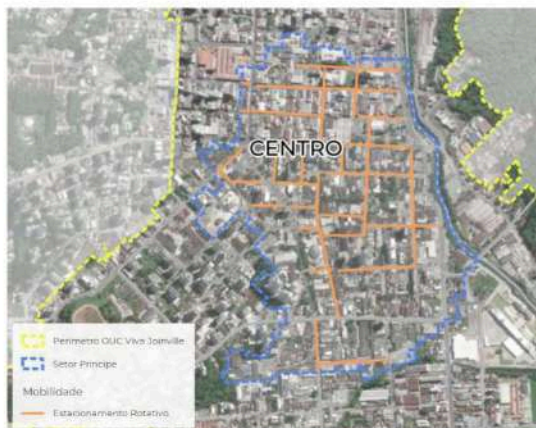 CENTRO
Perímetro OUC Viva Joinville
Setor Príncipe
Mobilidade
Estacionamento Rotativo